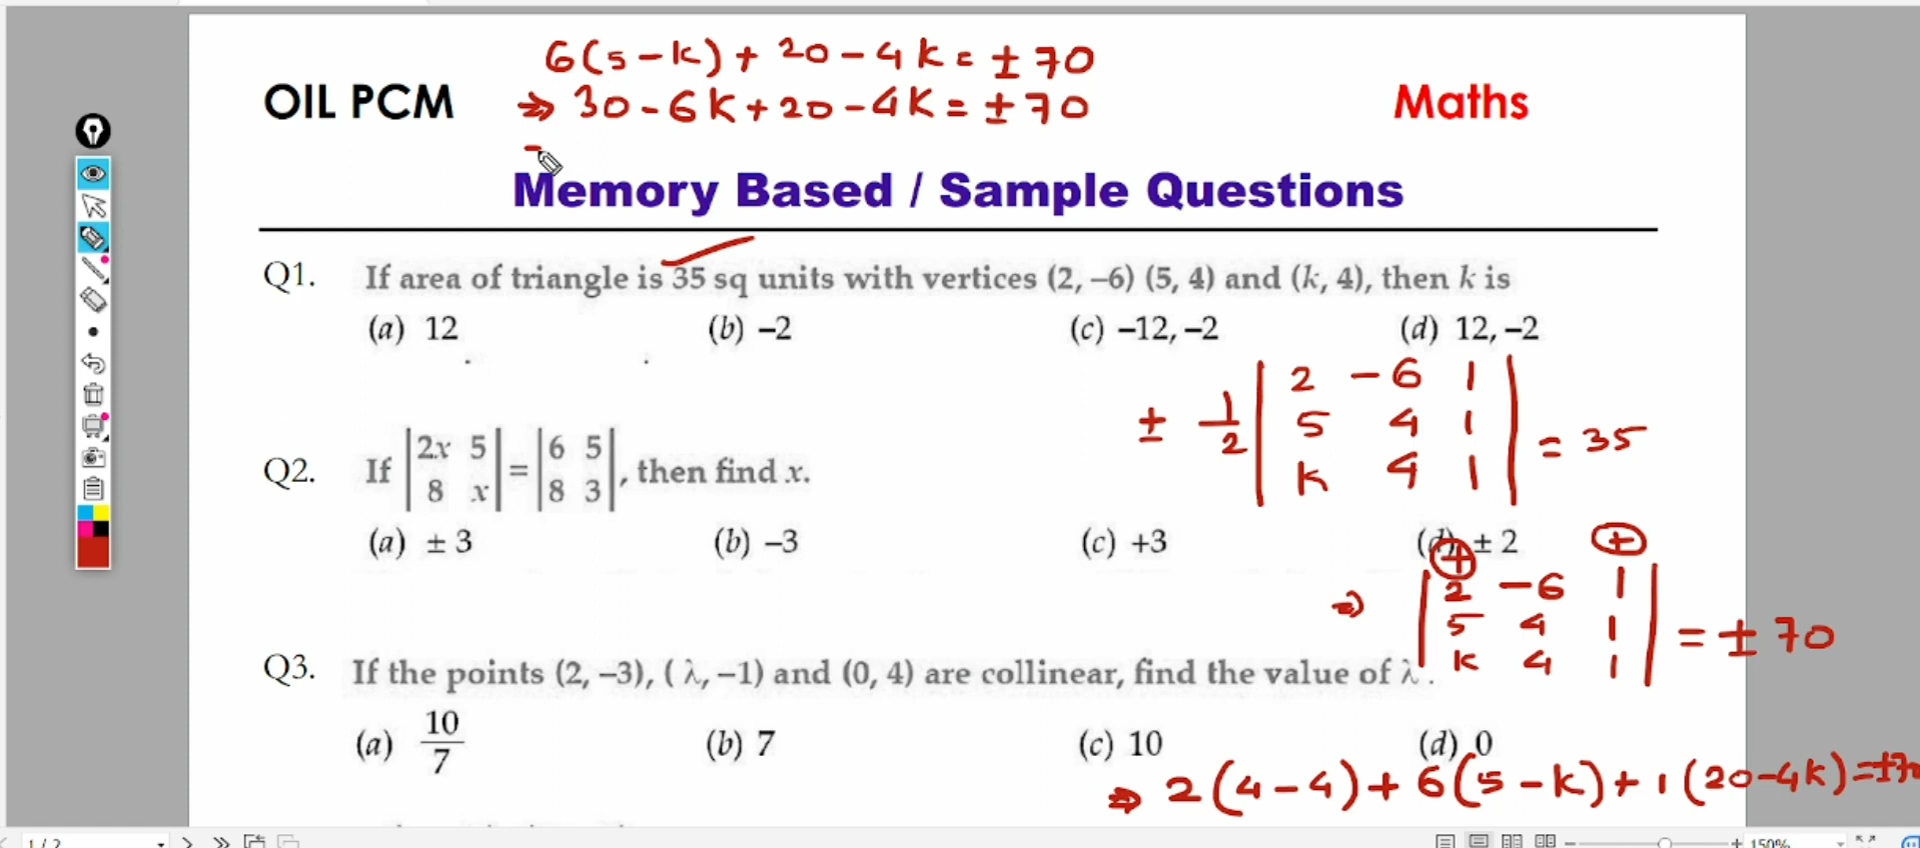 6(5-k)+20-4k=±70
OIL PCM
⇒ 30-6k+20-4k=±70
Maths
Memory Based / Sample Questions
Q1. If area of triangle is 35 sq units with vertices (2, –6) (5, 4) and (k, 4), then k is
(a) 12 (b) –2 (c) –12, –2 (d) 12, –2
± 1/2 | 2 -6 1 |
| 5 4 1 | = 35
| k 4 1 |
Q2. If |2x 5| = |6 5|, then find x.
|8 x| |8 3|
(a) ± 3 (b) –3 (c) +3 (d) ± 2
+ +
⇒ | 2 -6 1 |
| 5 4 1 | = ±70
| k 4 1 |
Q3. If the points (2, –3), ( λ, –1) and (0, 4) are collinear, find the value of λ .
(a) 10/7 (b) 7 (c) 10 (d) 0
⇒ 2(4-4)+6(5-k)+1(20-4k)=±70
1 / 2
150%